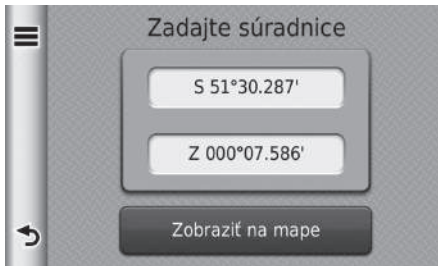 Zadajte súradnice
S 51°30.287'
Z 000°07.586'
Zobraziť na mape